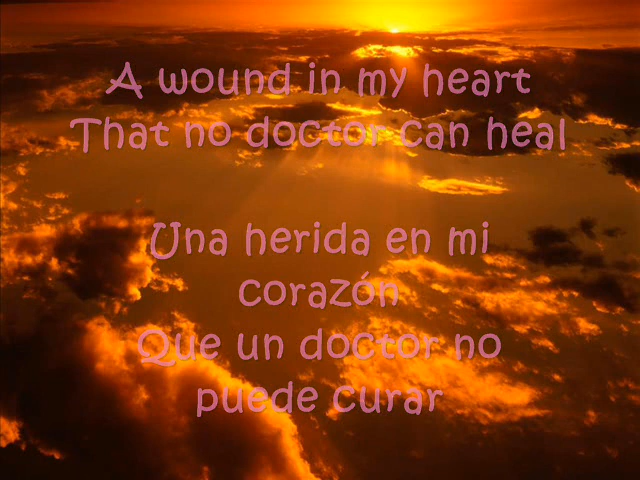 A wound in my heart
That no doctor can heal
Una herida en mi
corazón
Que un doctor no
puede curar